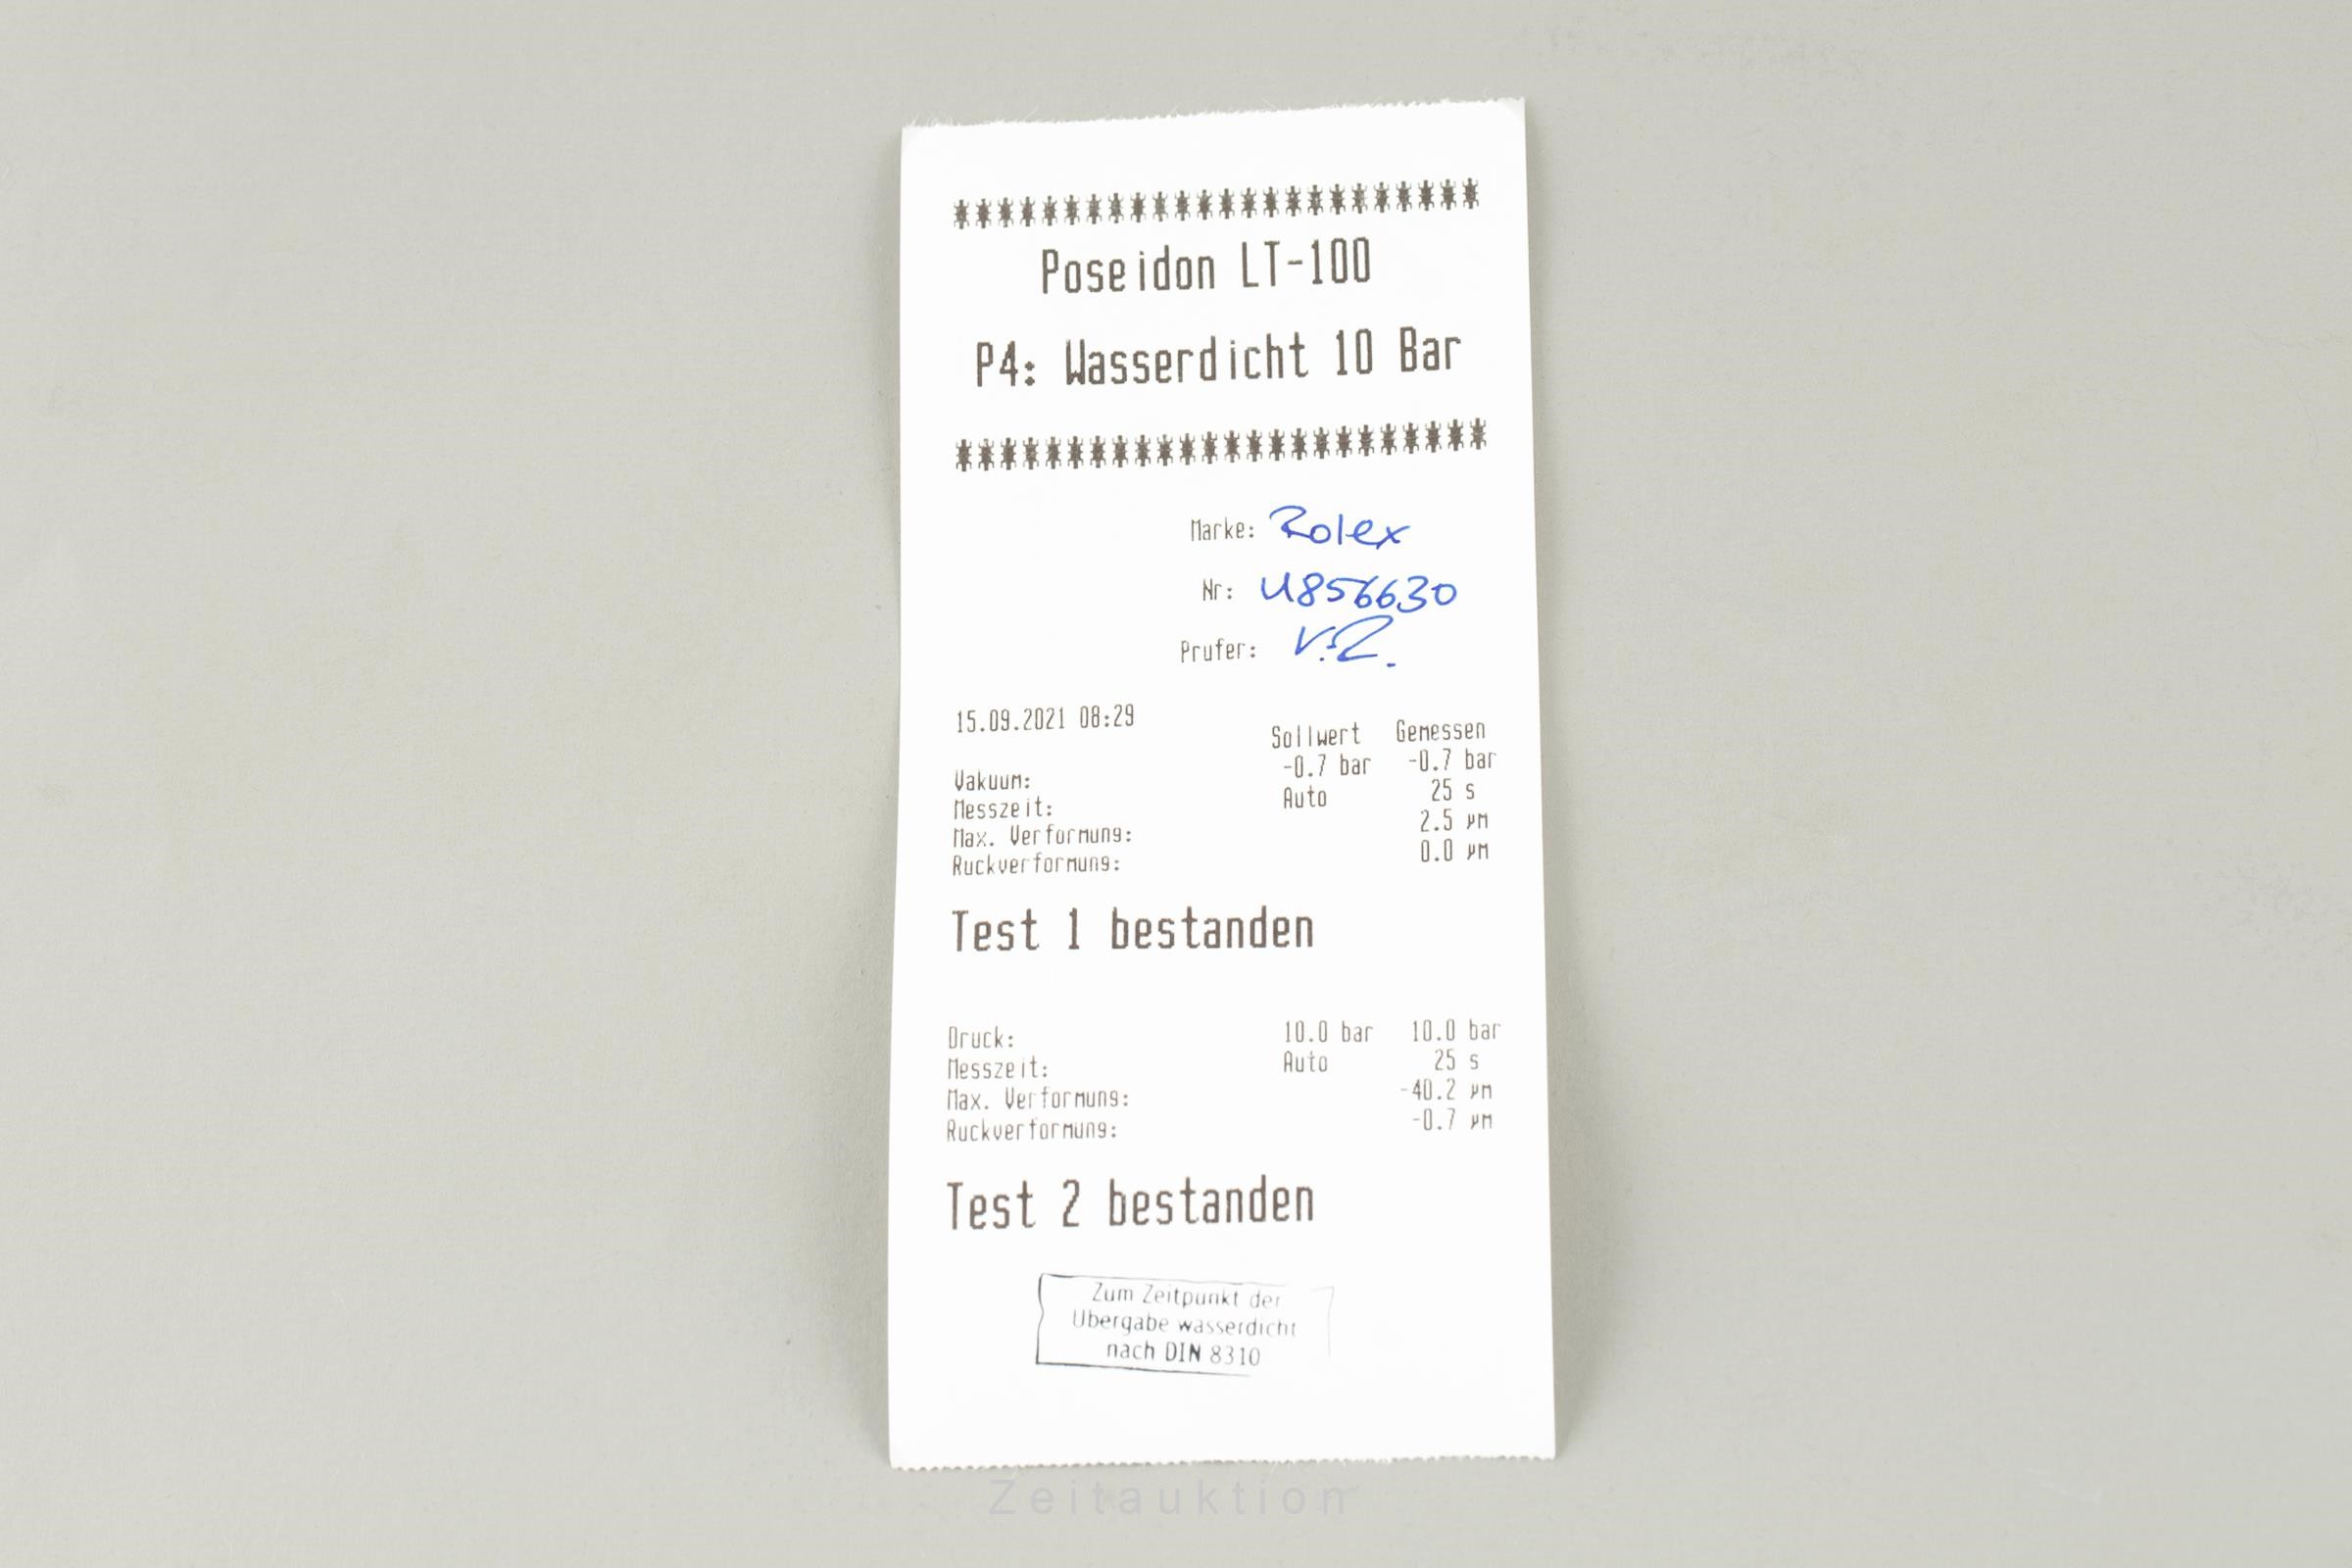 ************************
Poseidon LT-100
P4: Wasserdicht 10 Bar
************************
Marke: Rolex
Nr: U856630
Prufer: V.R.
15.09.2021 08:29
Sollwert Gemessen
Vakuum: -0.7 bar -0.7 bar
Messzeit: Auto 25 s
Max. Verformung: 2.5 µm
Ruckverformung: 0.0 µm
Test 1 bestanden
Druck: 10.0 bar 10.0 bar
Messzeit: Auto 25 s
Max. Verformung: -40.2 µm
Ruckverformung: -0.7 µm
Test 2 bestanden
Zum Zeitpunkt der
Übergabe wasserdicht
nach DIN 8310
Zeitauktion